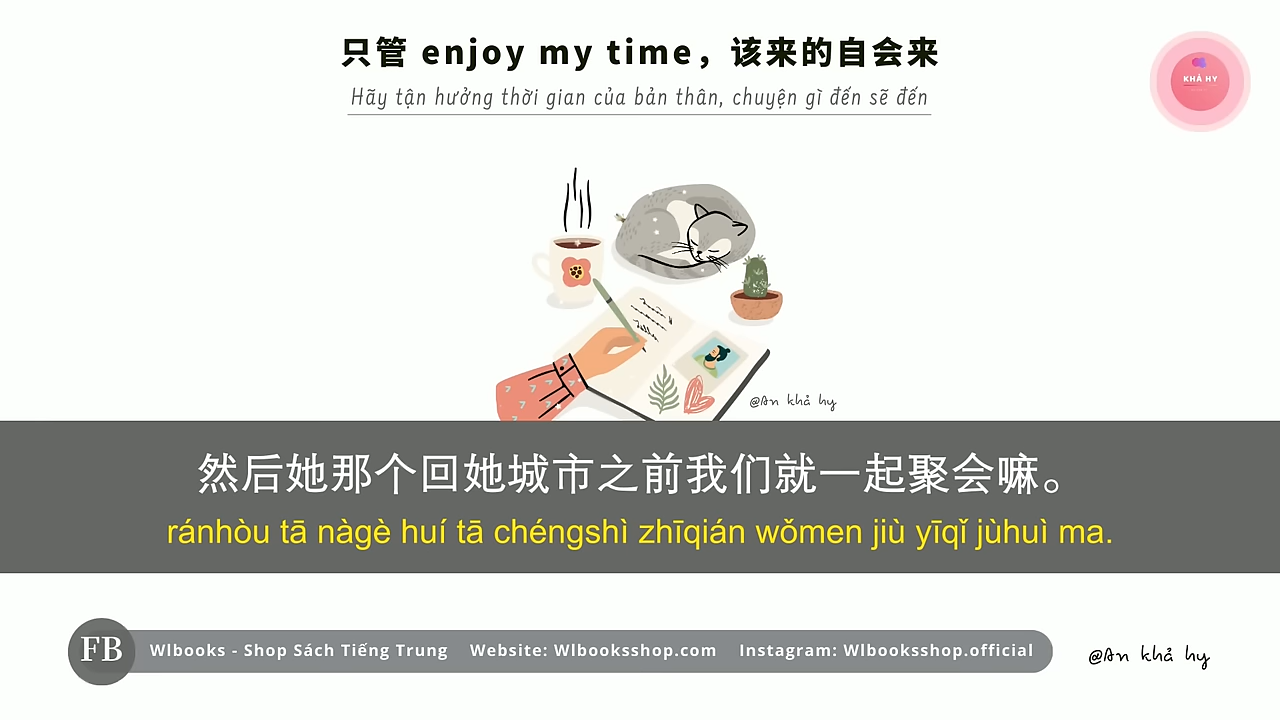 只管 enjoy my time，该来的自会来
Hãy tận hưởng thời gian của bản thân, chuyện gì đến sẽ đến
KHẢ HY
@An khả hy
然后她那个回她城市之前我们就一起聚会嘛。
ránhòu tā nàgè huí tā chéngshì zhīqián wǒmen jiù yīqǐ jùhuì ma.
FB Wlbooks - Shop Sách Tiếng Trung Website: Wlbooksshop.com Instagram: Wlbooksshop.official
@An khả hy